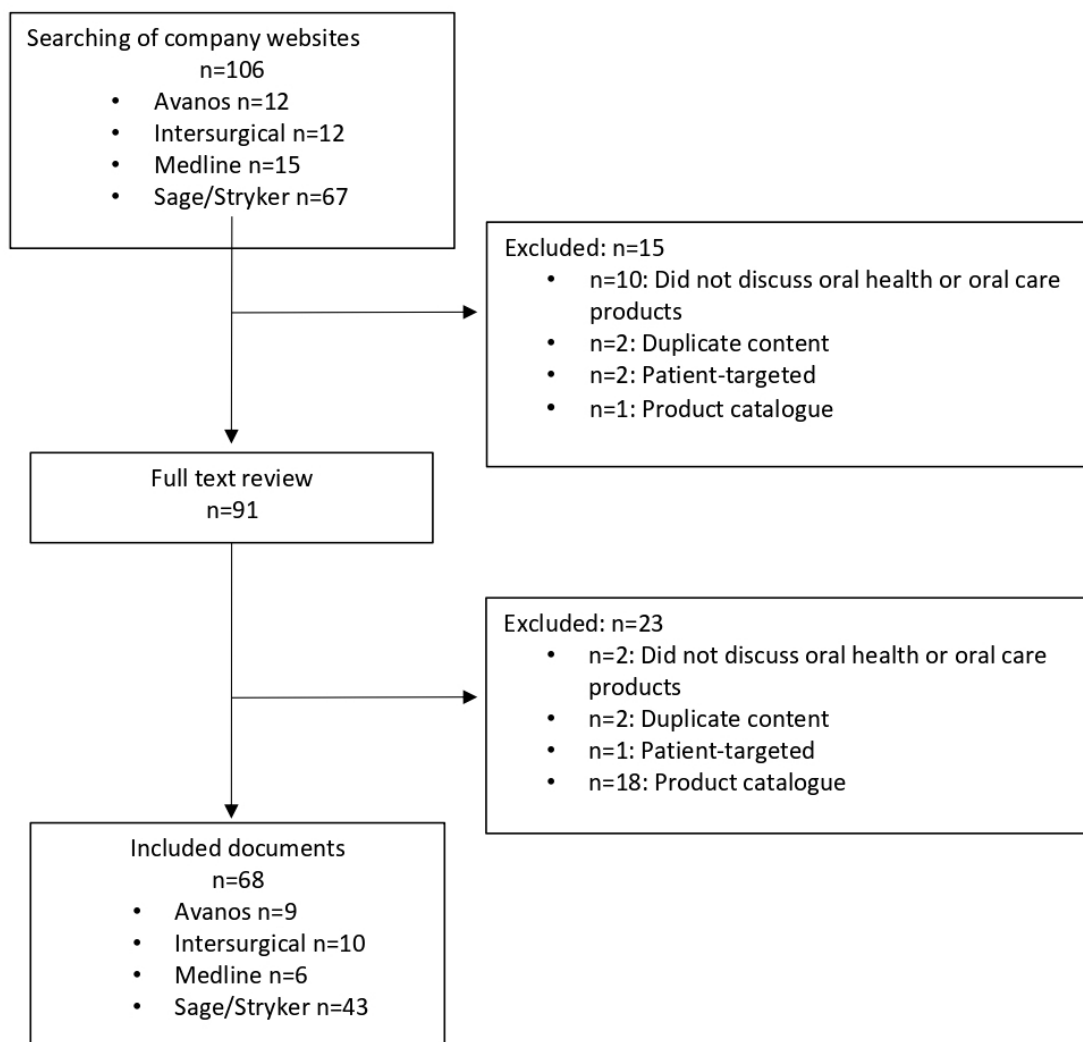 Searching of company websites
n=106
• Avanos n=12
• Intersurgical n=12
• Medline n=15
• Sage/Stryker n=67
Excluded: n=15
• n=10: Did not discuss oral health or oral care
products
• n=2: Duplicate content
• n=2: Patient-targeted
• n=1: Product catalogue
Full text review
n=91
Excluded: n=23
• n=2: Did not discuss oral health or oral care
products
• n=2: Duplicate content
• n=1: Patient-targeted
• n=18: Product catalogue
Included documents
n=68
• Avanos n=9
• Intersurgical n=10
• Medline n=6
• Sage/Stryker n=43